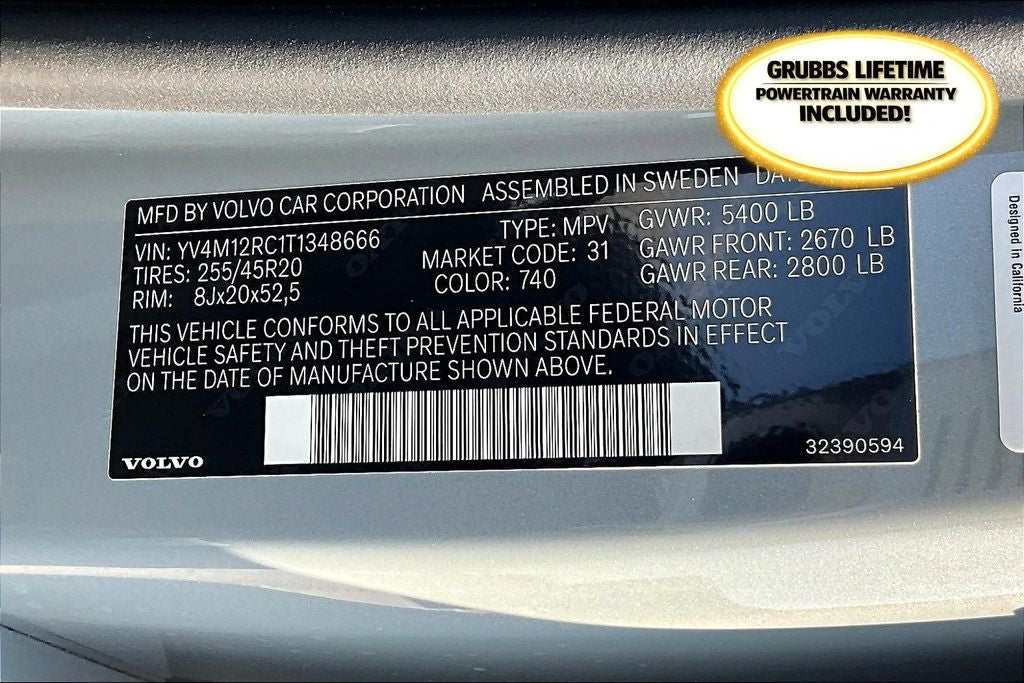 GRUBBS LIFETIME
POWERTRAIN WARRANTY
INCLUDED!
MFD BY VOLVO CAR CORPORATION ASSEMBLED IN SWEDEN
VIN: YV4M12RC1T1348666 TYPE: MPV GVWR: 5400 LB
TIRES: 255/45R20 MARKET CODE: 31 GAWR FRONT: 2670 LB
RIM: 8Jx20x52,5 COLOR: 740 GAWR REAR: 2800 LB
THIS VEHICLE CONFORMS TO ALL APPLICABLE FEDERAL MOTOR
VEHICLE SAFETY AND THEFT PREVENTION STANDARDS IN EFFECT
ON THE DATE OF MANUFACTURE SHOWN ABOVE.
VOLVO
32390594
Designed in California